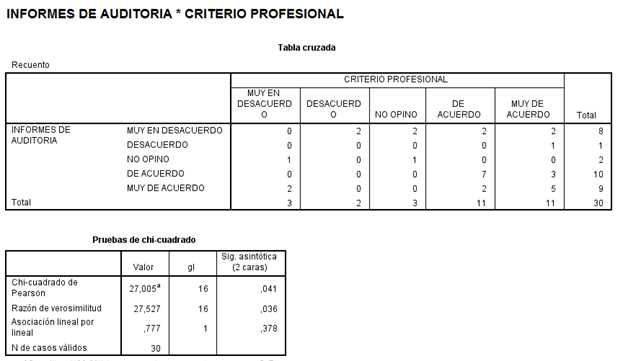 INFORMES DE AUDITORIA * CRITERIO PROFESIONAL
Tabla cruzada
Recuento
CRITERIO PROFESIONAL
MUY EN DESACUERD O DESACUERD O NO OPINO DE ACUERDO MUY DE ACUERDO Total
INFORMES DE AUDITORIA MUY EN DESACUERDO 0 2 2 2 2 8
DESACUERDO 0 0 0 0 1 1
NO OPINO 1 0 1 0 0 2
DE ACUERDO 0 0 0 7 3 10
MUY DE ACUERDO 2 0 0 2 5 9
Total 3 2 3 11 11 30
Pruebas de chi-cuadrado
Valor gl Sig. asintótica (2 caras)
Chi-cuadrado de Pearson 27,005a 16 ,041
Razón de verosimilitud 27,527 16 ,036
Asociación lineal por lineal ,777 1 ,378
N de casos válidos 30